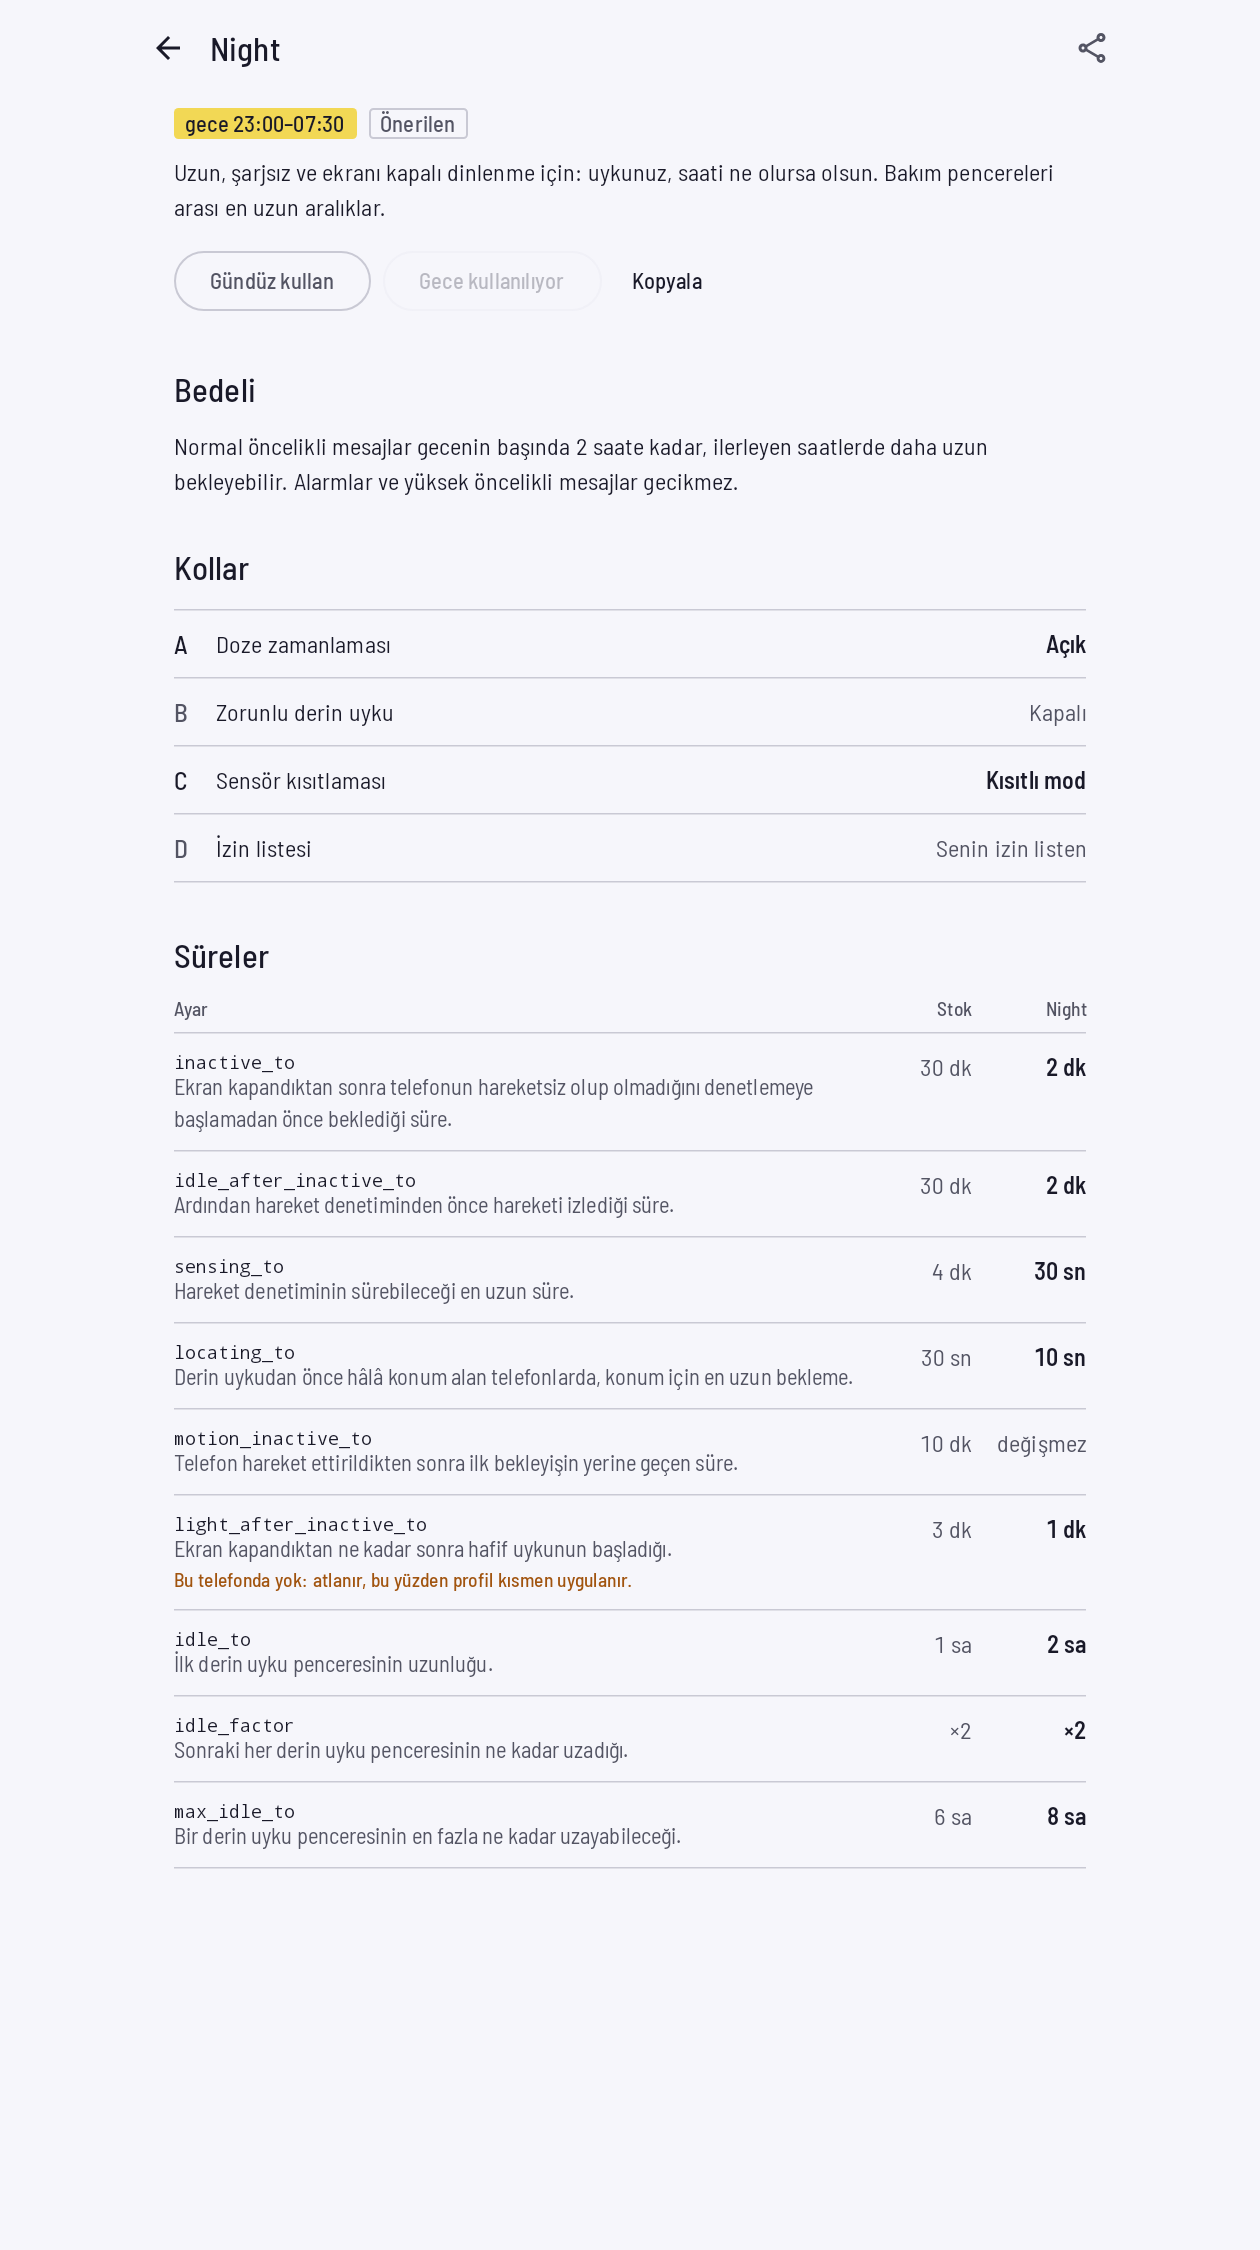 Night
gece 23:00–07:30 Önerilen
Uzun, şarjsız ve ekranı kapalı dinlenme için: uykunuz, saati ne olursa olsun. Bakım pencereleri
arası en uzun aralıklar.
Gündüz kullan Gece kullanılıyor Kopyala
Bedeli
Normal öncelikli mesajlar gecenin başında 2 saate kadar, ilerleyen saatlerde daha uzun
bekleyebilir. Alarmlar ve yüksek öncelikli mesajlar gecikmez.
Kollar
A Doze zamanlaması Açık
B Zorunlu derin uyku Kapalı
C Sensör kısıtlaması Kısıtlı mod
D İzin listesi Senin izin listen
Süreler
Ayar Stok Night
inactive_to 30 dk 2 dk
Ekran kapandıktan sonra telefonun hareketsiz olup olmadığını denetlemeye
başlamadan önce beklediği süre.
idle_after_inactive_to 30 dk 2 dk
Ardından hareket denetiminden önce hareketi izlediği süre.
sensing_to 4 dk 30 sn
Hareket denetiminin sürebileceği en uzun süre.
locating_to 30 sn 10 sn
Derin uykudan önce hâlâ konum alan telefonlarda, konum için en uzun bekleme.
motion_inactive_to 10 dk değişmez
Telefon hareket ettirildikten sonra ilk bekleyişin yerine geçen süre.
light_after_inactive_to 3 dk 1 dk
Ekran kapandıktan ne kadar sonra hafif uykunun başladığı.
Bu telefonda yok: atlanır, bu yüzden profil kısmen uygulanır.
idle_to 1 sa 2 sa
İlk derin uyku penceresinin uzunluğu.
idle_factor ×2 ×2
Sonraki her derin uyku penceresinin ne kadar uzadığı.
max_idle_to 6 sa 8 sa
Bir derin uyku penceresinin en fazla ne kadar uzayabileceği.